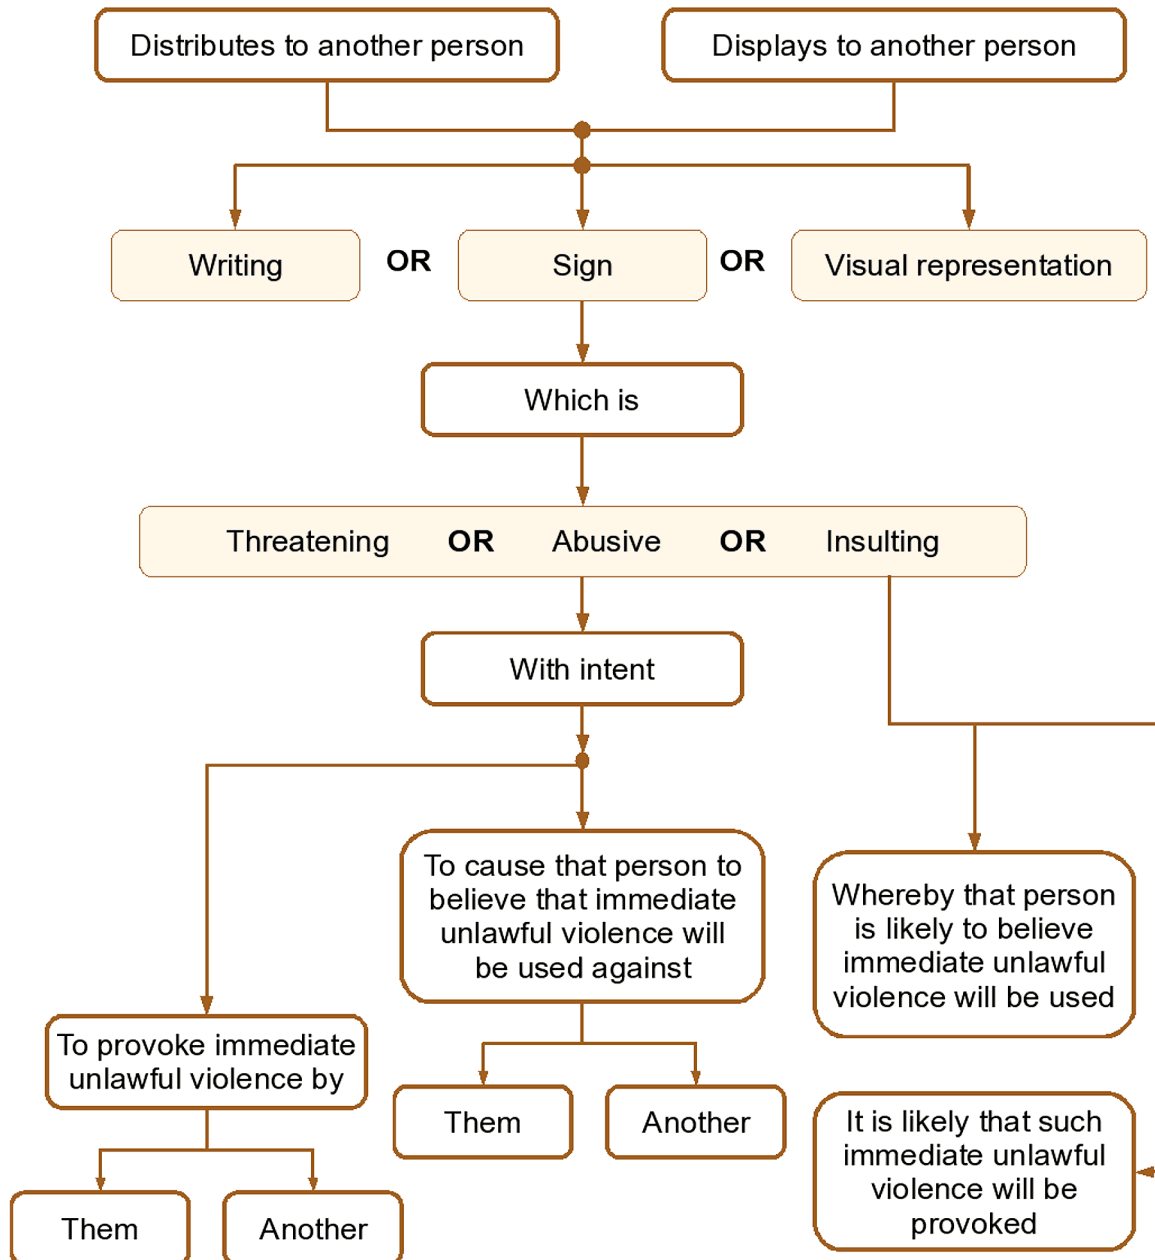 Distributes to another person
Displays to another person
Writing
OR
Sign
OR
Visual representation
Which is
Threatening OR Abusive OR Insulting
With intent
To cause that person to
believe that immediate
unlawful violence will
be used against
Whereby that person
is likely to believe
immediate unlawful
violence will be used
To provoke immediate
unlawful violence by
Them
Another
It is likely that such
immediate unlawful
violence will be
provoked
Them
Another